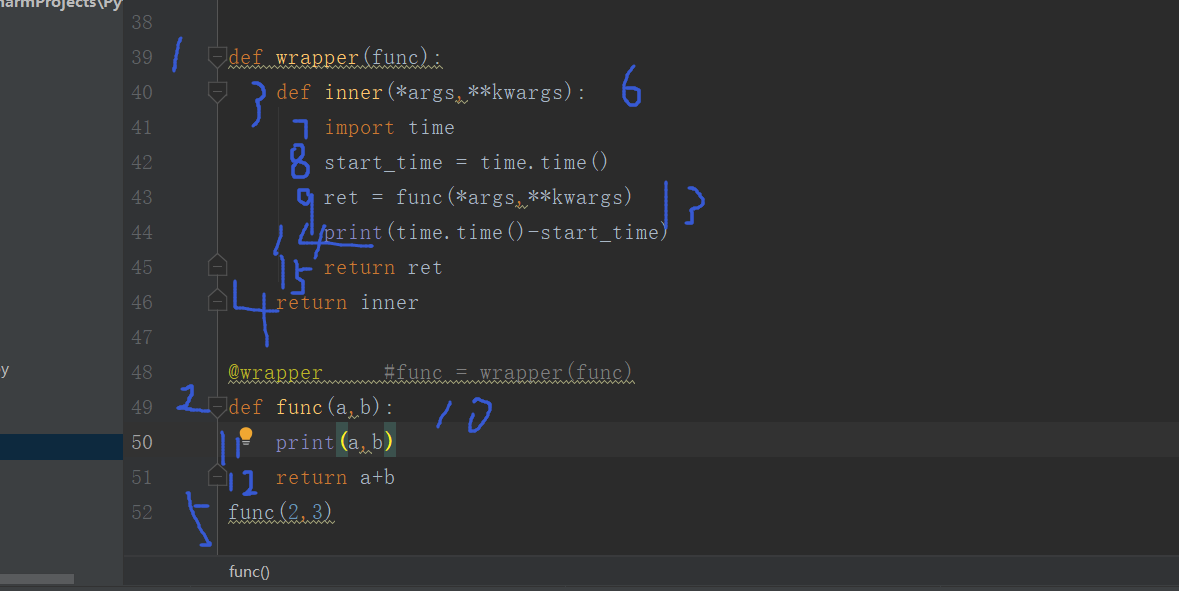 armProjects\Py
38
1 39 def wrapper(func):
40 3 def inner(*args,**kwargs): 6
41 7 import time
42 8 start_time = time.time()
43 9 ret = func(*args,**kwargs) 13
44 14 print(time.time()-start_time)
45 15 return ret
46 4 return inner
47
y
48 @wrapper #func = wrapper(func)
49 2 def func(a,b): 10
50 11 print(a,b)
51 12 return a+b
52 5 func(2,3)
func()